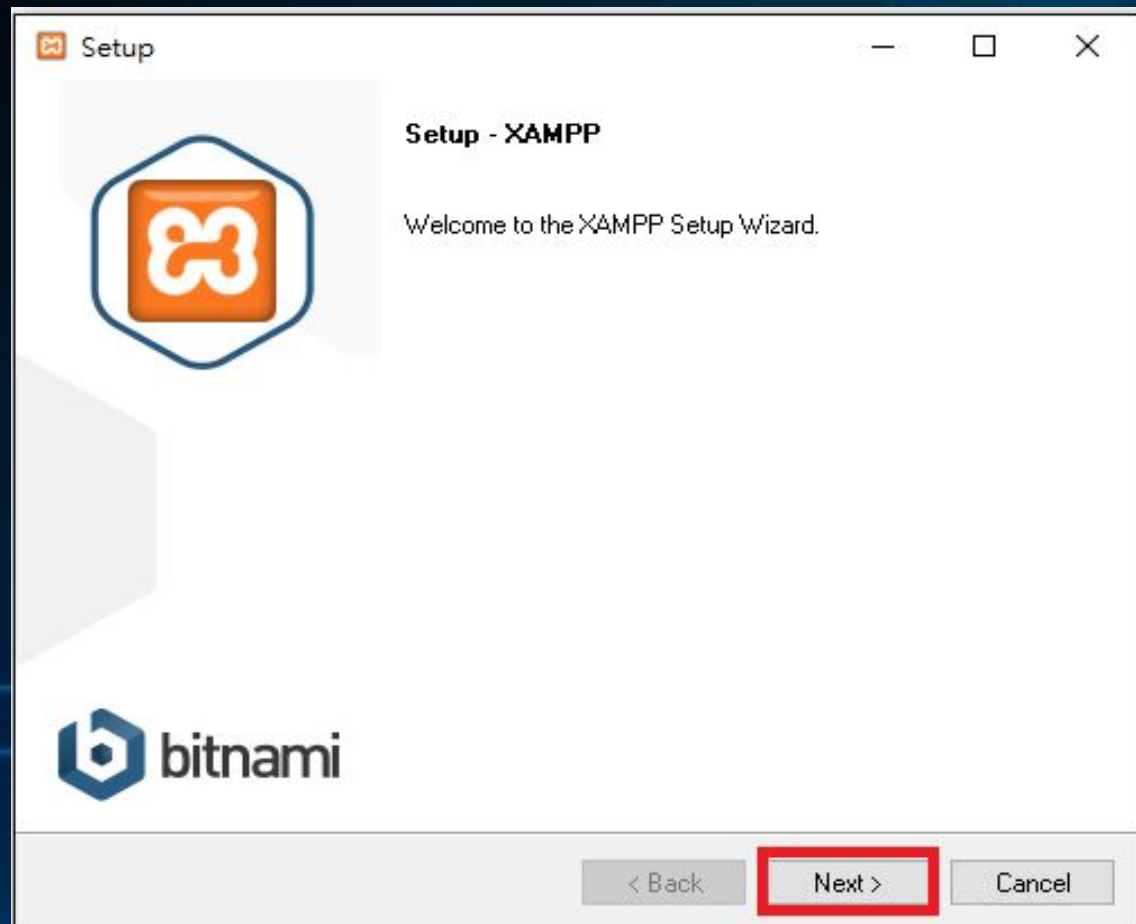 Setup
Setup - XAMPP
Welcome to the XAMPP Setup Wizard.
bitnami
< Back
Next >
Cancel